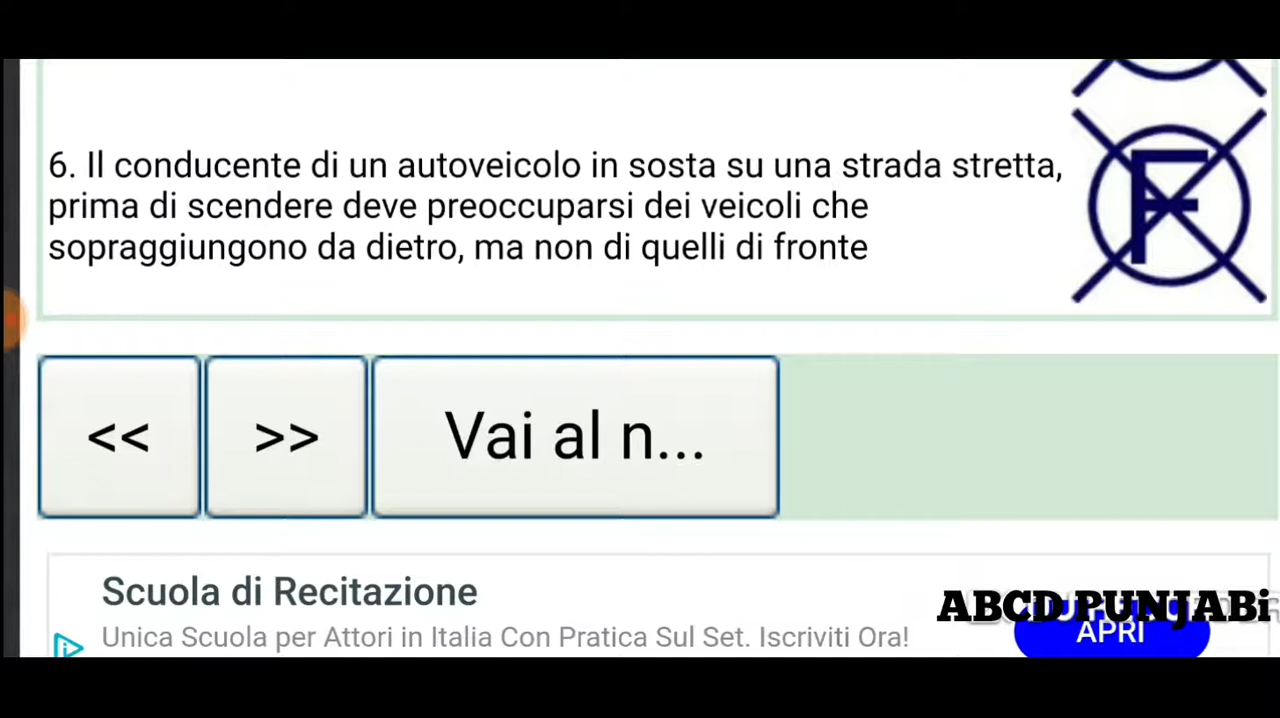 6. Il conducente di un autoveicolo in sosta su una strada stretta,
prima di scendere deve preoccuparsi dei veicoli che
sopraggiungono da dietro, ma non di quelli di fronte
F
<<
>>
Vai al n...
Scuola di Recitazione
Unica Scuola per Attori in Italia Con Pratica Sul Set. Iscriviti Ora!
ABCD PUNJABi
APRI